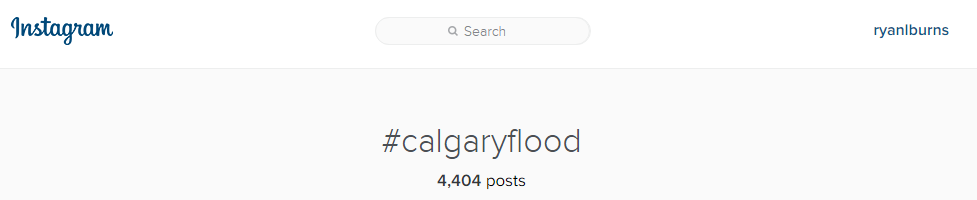 Instagram
Search
ryanlburns
#calgaryflood
4,404 posts